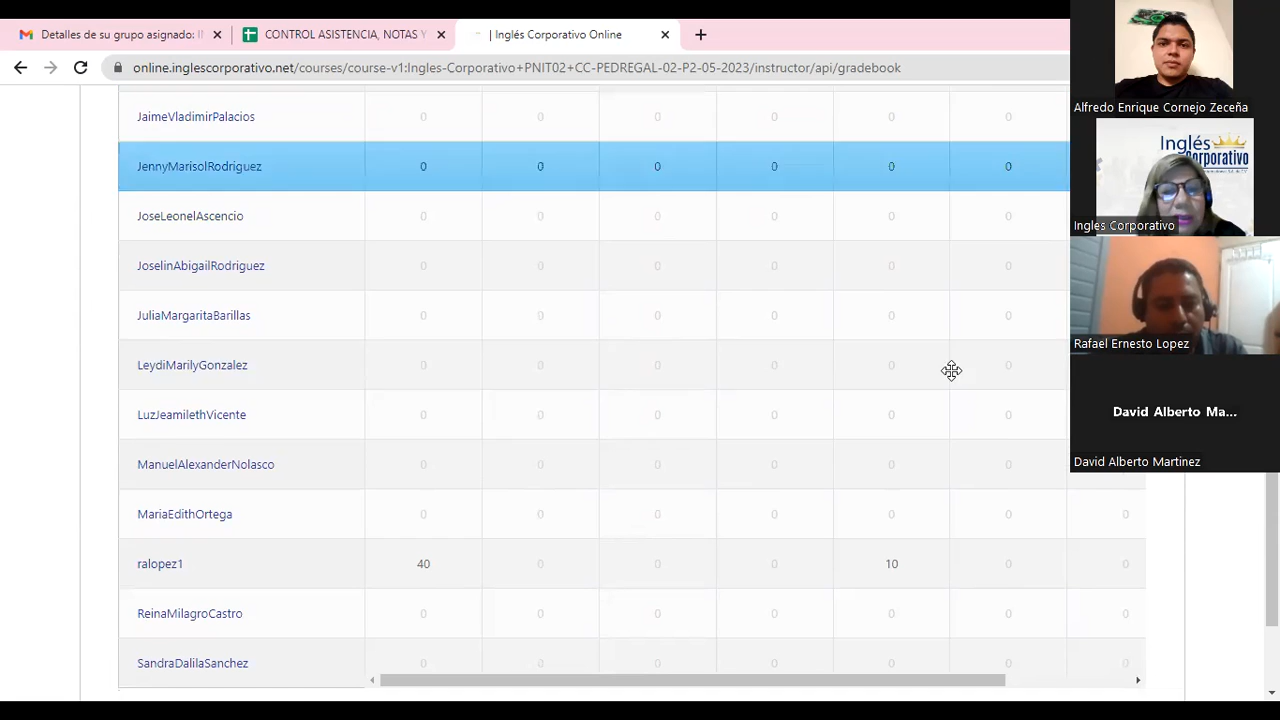 Detalles de su grupo asignado: I
CONTROL ASISTENCIA, NOTAS Y
| Inglés Corporativo Online
online.inglescorporativo.net/courses/course-v1:Ingles-Corporativo+PNIT02+CC-PEDREGAL-02-P2-05-2023/instructor/api/gradebook
JaimeVladimirPalacios 0 0 0 0 0 0
JennyMarisolRodriguez 0 0 0 0 0 0
JoseLeonelAscencio 0 0 0 0 0 0
JoselinAbigailRodriguez 0 0 0 0 0 0
JuliaMargaritaBarillas 0 0 0 0 0 0
LeydiMarilyGonzalez 0 0 0 0 0 0
LuzJeamilethVicente 0 0 0 0 0 0
ManuelAlexanderNolasco 0 0 0 0 0 0 0
MariaEdithOrtega 0 0 0 0 0 0 0
ralopez1 40 0 0 0 10 0 0
ReinaMilagroCastro 0 0 0 0 0 0 0
SandraDalilaSanchez 0 0 0 0 0 0 0
Alfredo Enrique Cornejo Zeceña
Inglés
Corporativo
Ingles Corporativo
Rafael Ernesto Lopez
David Alberto Ma...
David Alberto Martinez